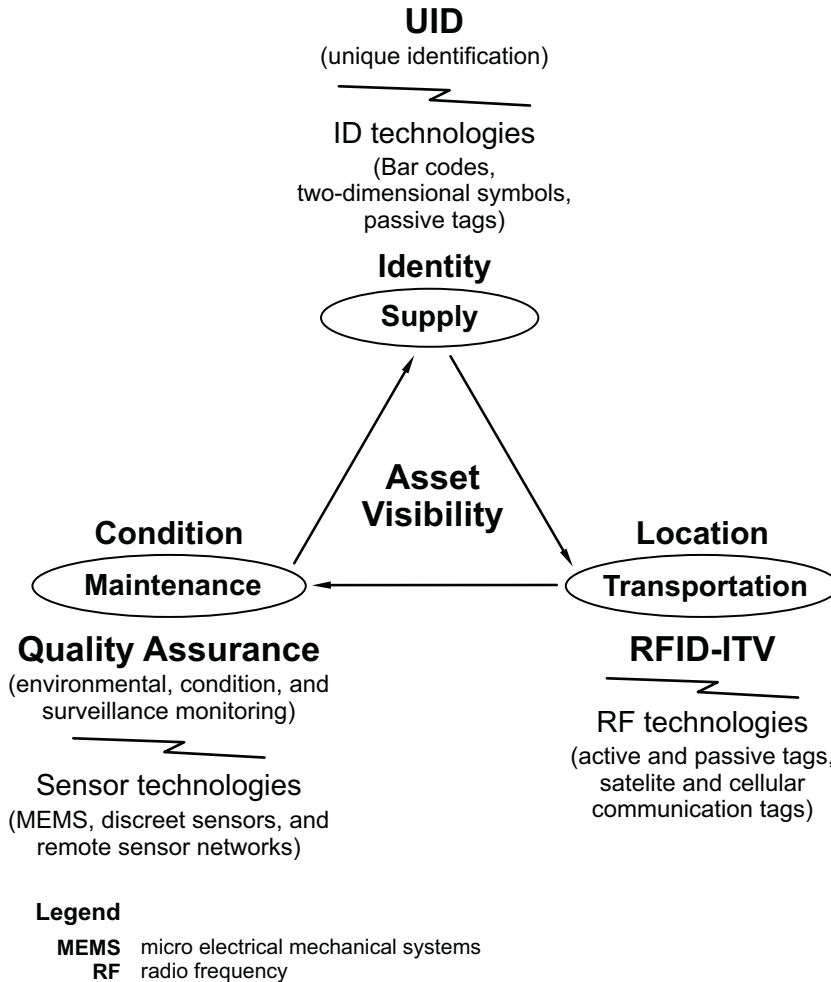 UID
(unique identification)
ID technologies
(Bar codes,
two-dimensional symbols,
passive tags)
Identity
Supply
Asset
Visibility
Condition
Maintenance
Location
Transportation
Quality Assurance
(environmental, condition, and
surveillance monitoring)
Sensor technologies
(MEMS, discreet sensors, and
remote sensor networks)
RFID-ITV
RF technologies
(active and passive tags,
satelite and cellular
communication tags)
Legend
MEMS micro electrical mechanical systems
RF radio frequency